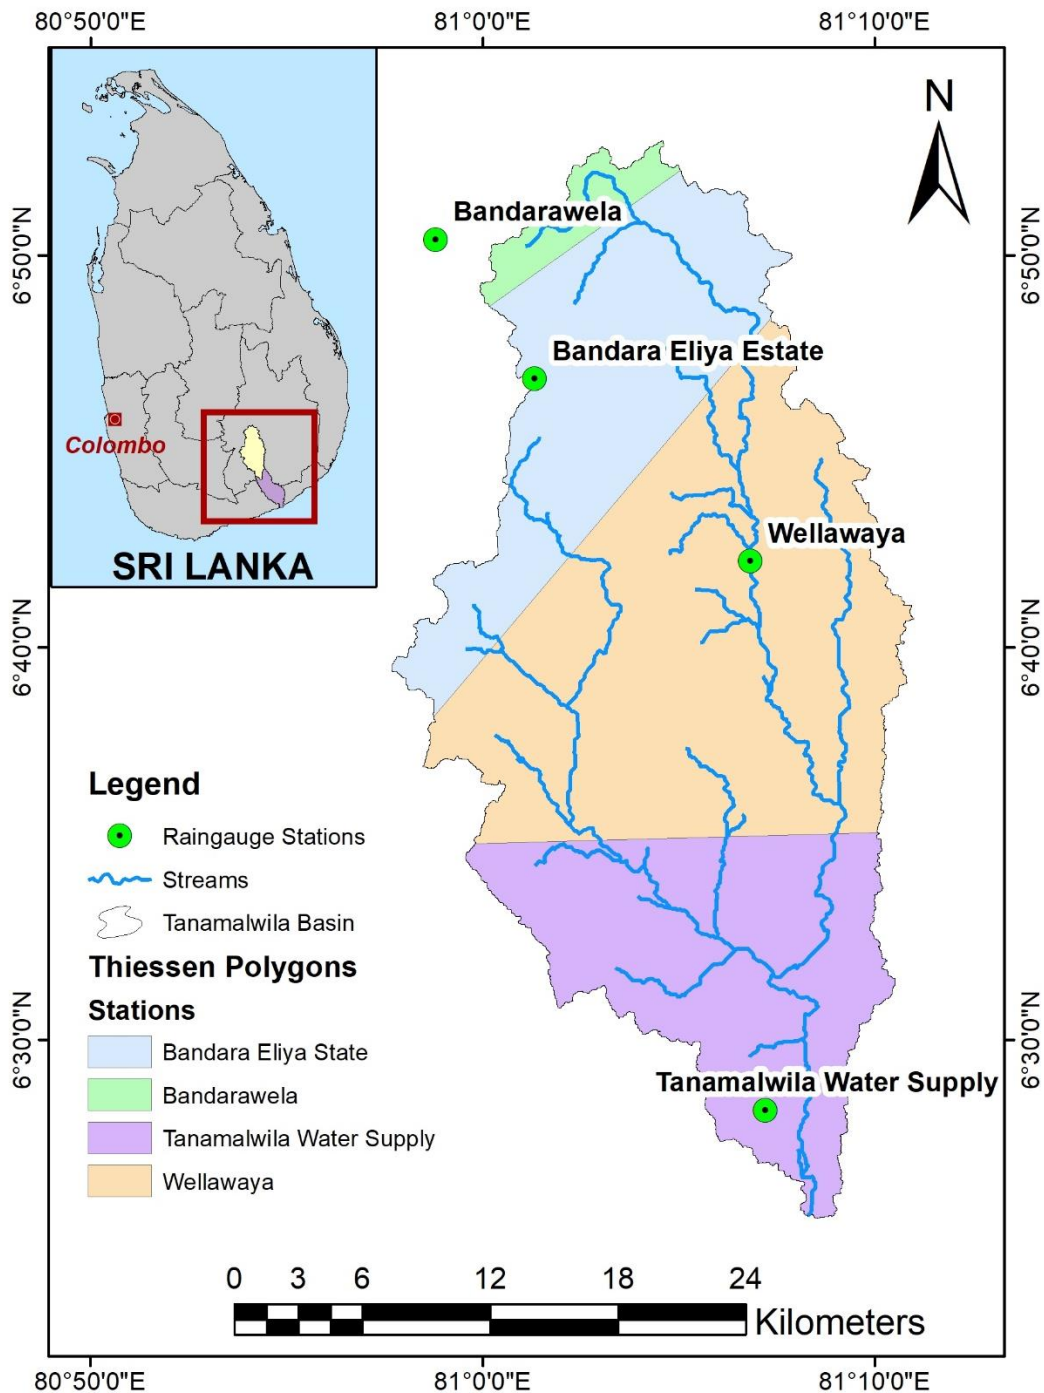 80°50'0"E 81°0'0"E 81°10'0"E
N
6°50'0"N 6°50'0"N
Bandarawela
Bandara Eliya Estate
Colombo
SRI LANKA
Wellawaya
6°40'0"N 6°40'0"N
Legend
Raingauge Stations
Streams
Tanamalwila Basin
Thiessen Polygons
Stations
Bandara Eliya State
Bandarawela
Tanamalwila Water Supply
Wellawaya
6°30'0"N 6°30'0"N
Tanamalwila Water Supply
0 3 6 12 18 24
Kilometers
80°50'0"E 81°0'0"E 81°10'0"E